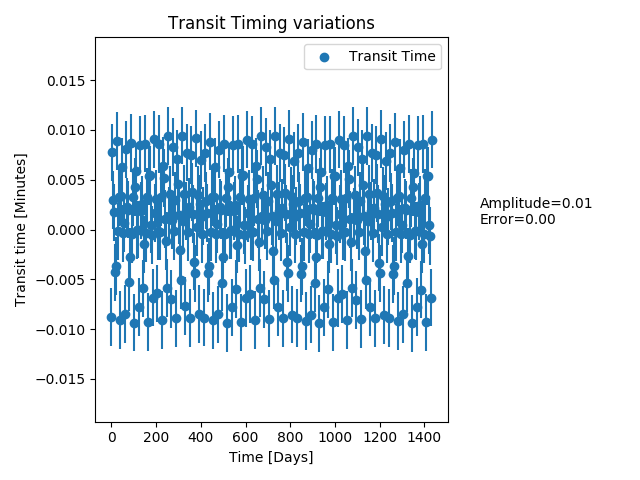 Transit Timing variations
Transit Time
0.015
0.010
0.005
0.000
−0.005
−0.010
−0.015
Transit time [Minutes]
Amplitude=0.01
Error=0.00
0 200 400 600 800 1000 1200 1400
Time [Days]